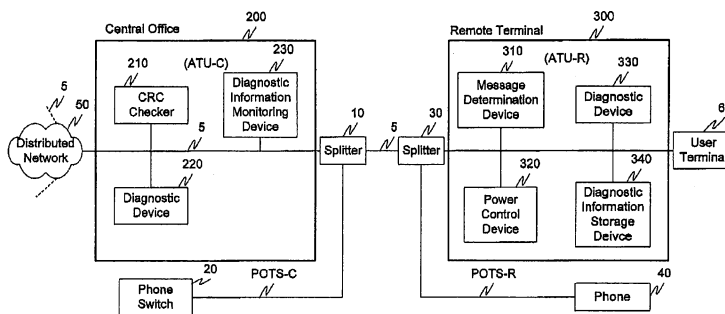 Central Office
200
Remote Terminal
300
210
(ATU-C)
230
310
(ATU-R)
330
CRC
Checker
Diagnostic
Information
Monitoring
Device
Message
Determination
Device
Diagnostic
Device
5
50
10
5
30
Distributed
Network
5
Splitter
Splitter
6
User
Termina
220
320
340
Diagnostic
Device
Power
Control
Device
Diagnostic
Information
Storage
Deivce
20
POTS-C
POTS-R
40
Phone
Switch
Phone